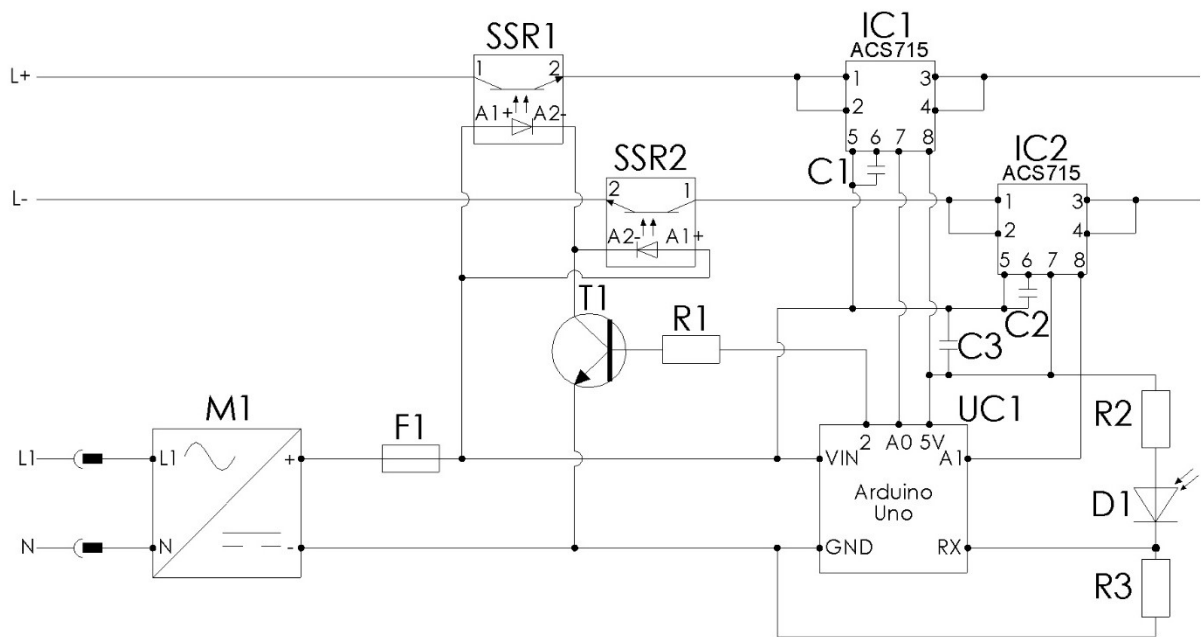 SSR1
IC1
ACS715
L+
1 2
1 3
A1+ A2-
2 4
5 6 7 8
SSR2
C1
IC2
ACS715
L-
2 1
1 3
A2- A1+
2 4
5 6 7 8
T1
R1
C2
C3
M1
F1
UC1
R2
2 A0 5V
L1
L1
+
VIN
A1
Arduino
Uno
D1
N
N
-
GND
RX
R3